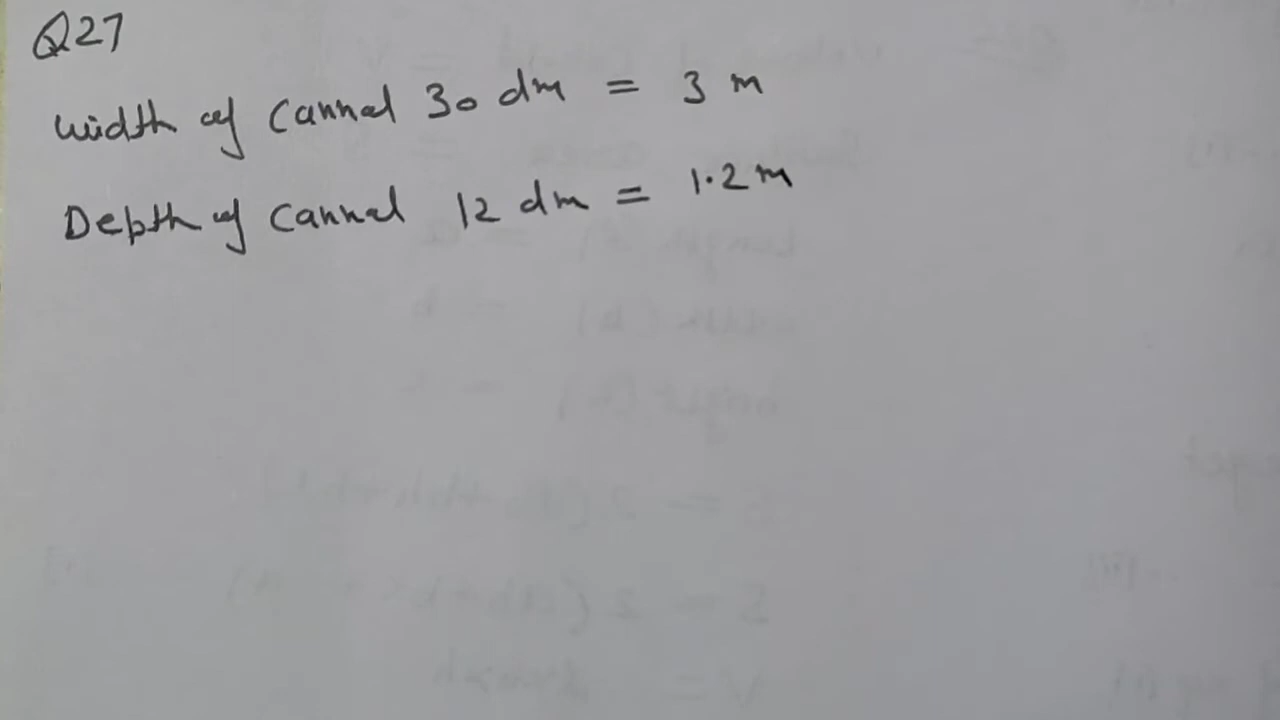 Q27
Width of Cannal 30 dm = 3 m
Depth of Cannal 12 dm = 1.2 m